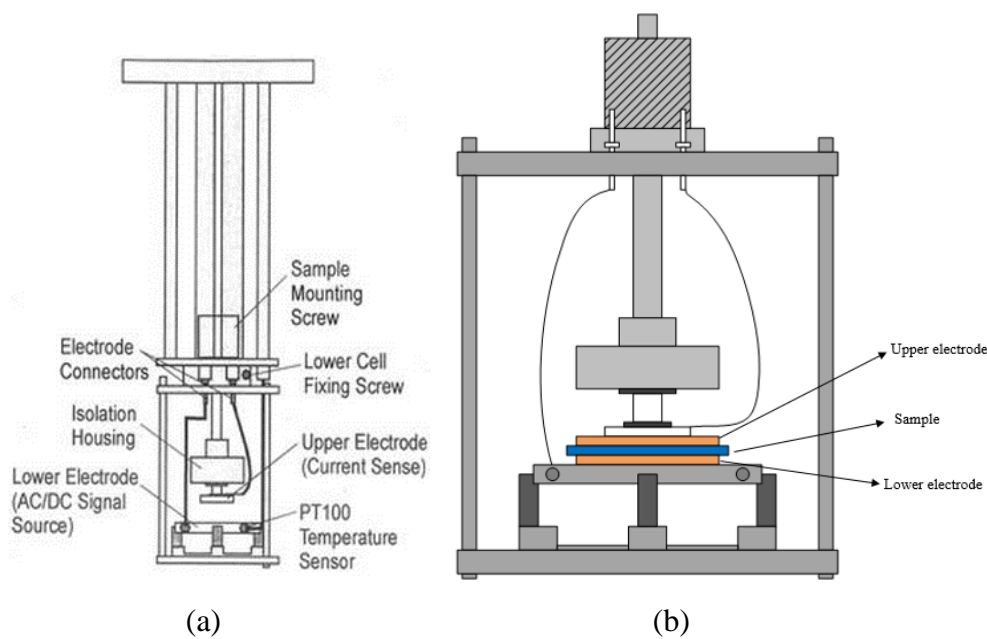 Sample
Mounting
Screw
Electrode
Connectors
Lower Cell
Fixing Screw
Isolation
Housing
Upper Electrode
(Current Sense)
Lower Electrode
(AC/DC Signal
Source)
PT100
Temperature
Sensor
Upper electrode
Sample
Lower electrode
(a)
(b)